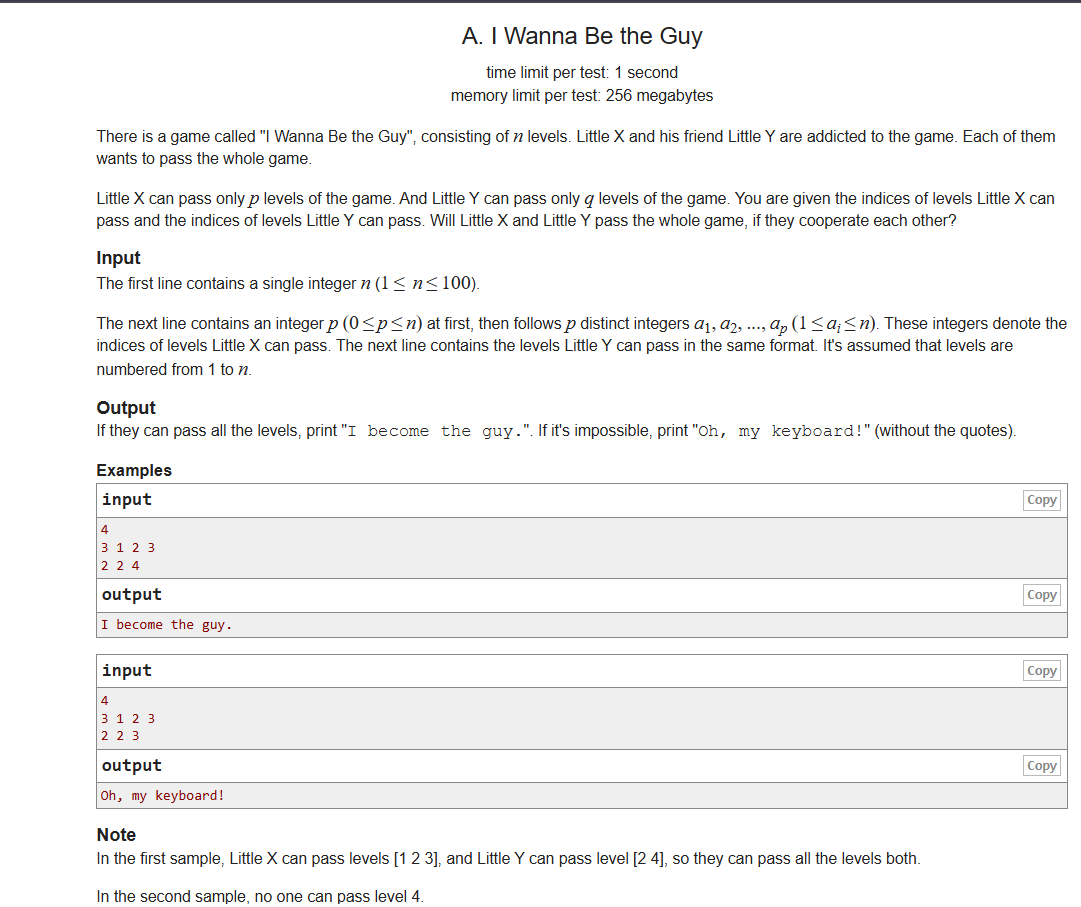 A. I Wanna Be the Guy
time limit per test: 1 second
memory limit per test: 256 megabytes
There is a game called "I Wanna Be the Guy", consisting of n levels. Little X and his friend Little Y are addicted to the game. Each of them
wants to pass the whole game.
Little X can pass only p levels of the game. And Little Y can pass only q levels of the game. You are given the indices of levels Little X can
pass and the indices of levels Little Y can pass. Will Little X and Little Y pass the whole game, if they cooperate each other?
Input
The first line contains a single integer n (1 ≤ n ≤ 100).
The next line contains an integer p (0 ≤ p ≤ n) at first, then follows p distinct integers a₁, a₂, ..., aₚ (1 ≤ aᵢ ≤ n). These integers denote the
indices of levels Little X can pass. The next line contains the levels Little Y can pass in the same format. It's assumed that levels are
numbered from 1 to n.
Output
If they can pass all the levels, print "I become the guy.". If it's impossible, print "Oh, my keyboard!" (without the quotes).
Examples
input Copy
4
3 1 2 3
2 2 4
output Copy
I become the guy.
input Copy
4
3 1 2 3
2 2 3
output Copy
Oh, my keyboard!
Note
In the first sample, Little X can pass levels [1 2 3], and Little Y can pass level [2 4], so they can pass all the levels both.
In the second sample, no one can pass level 4.